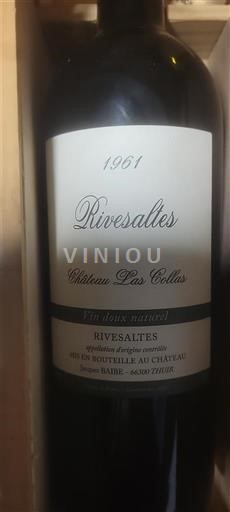 1961
Rivesaltes
VINIOU
Château Las Collas
Vin doux naturel
RIVESALTES
appellation d'origine contrôlée
MIS EN BOUTEILLE AU CHÂTEAU
Jacques BAIBE - 66300 THUIR